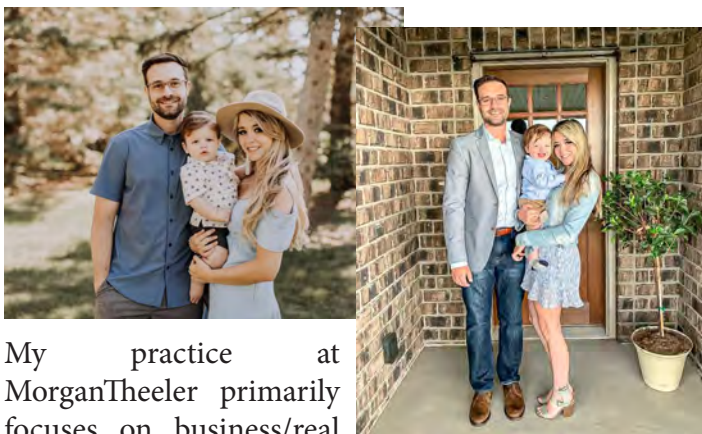 My practice at
MorganTheeler primarily
focuses on business/real